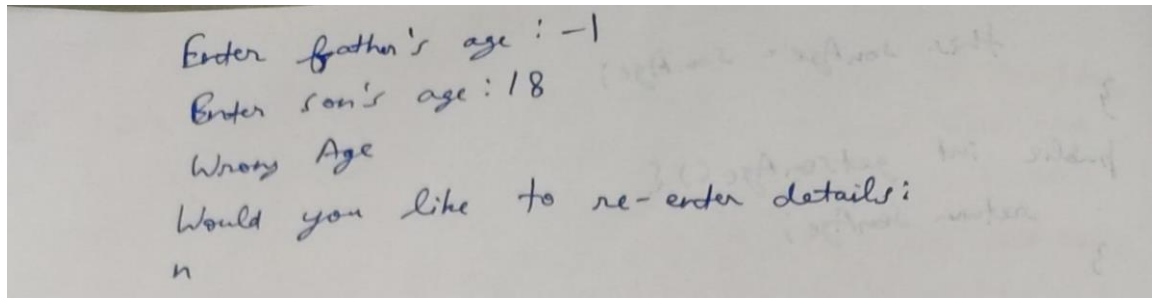 Enter father's age : -1
Enter son's age : 18
Wrong Age
Would you like to re-enter details:
n